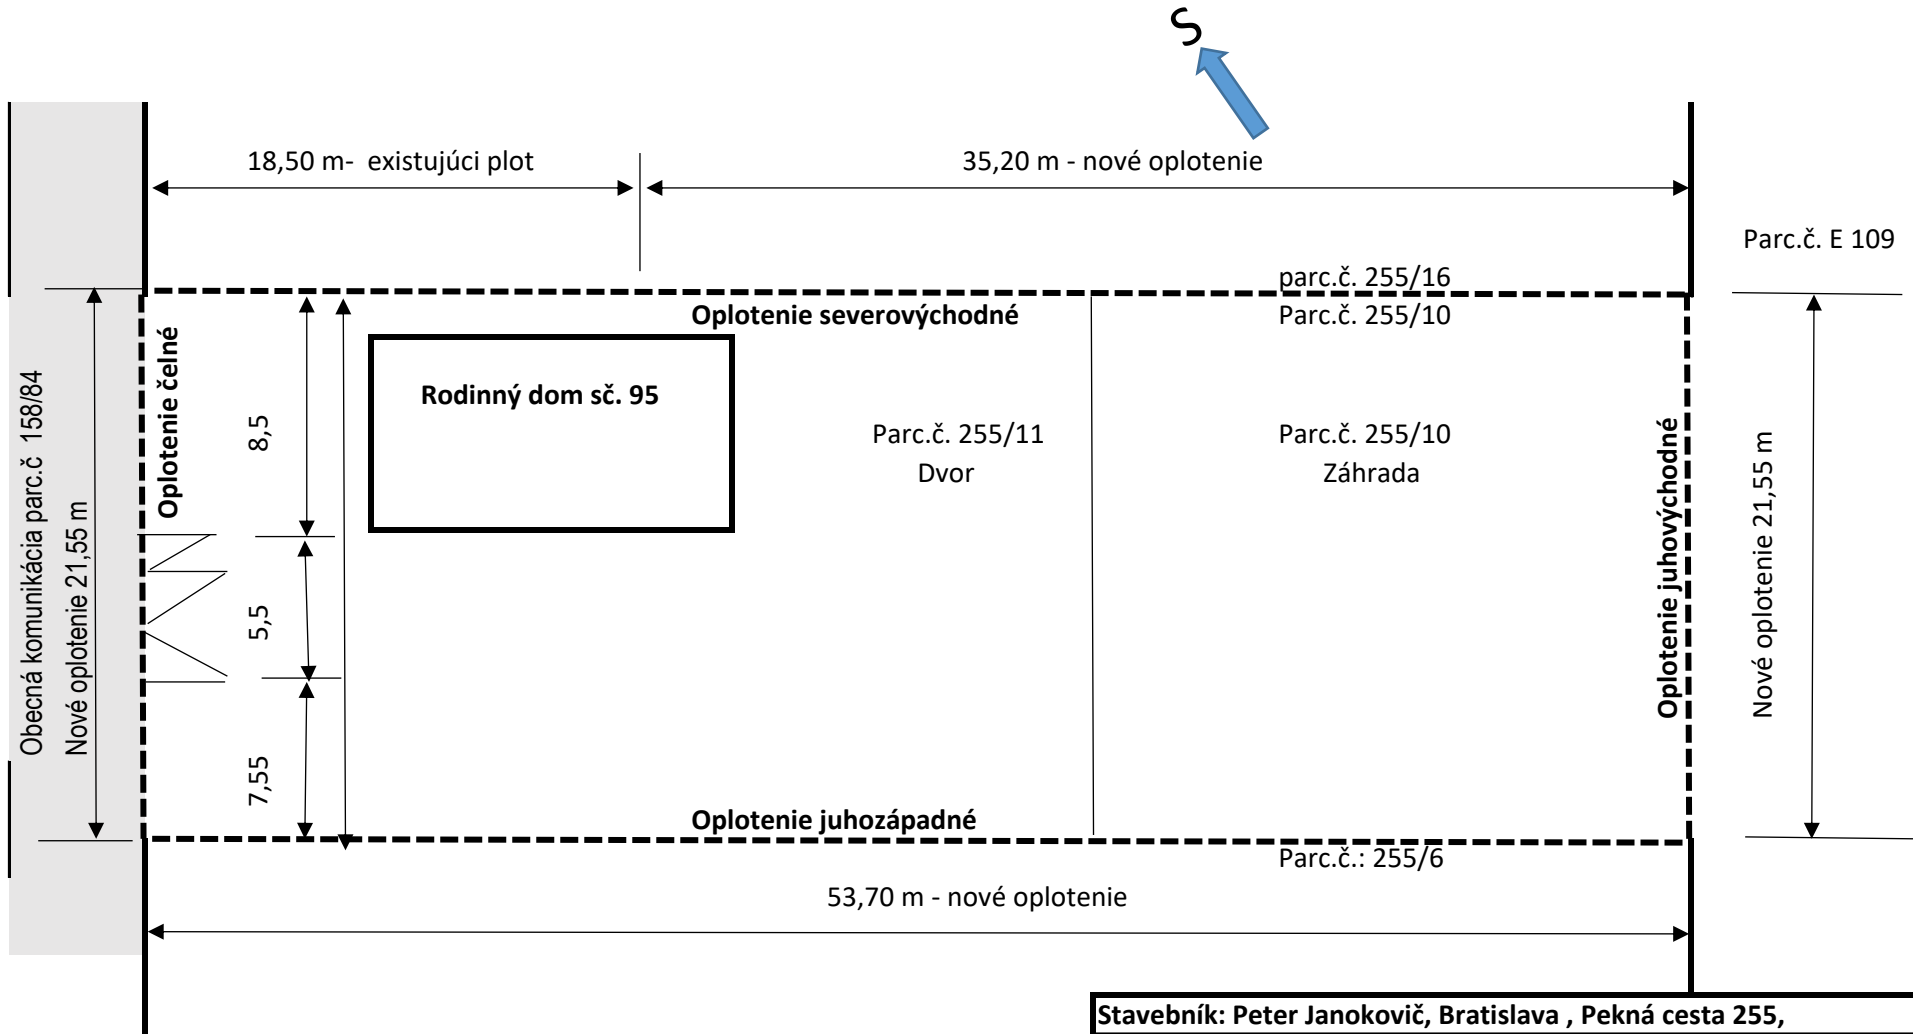 S
18,50 m-  existujúci plot
35,20 m - nové oplotenie
Parc.č. E 109
parc.č. 255/16
Oplotenie severovýchodné
Parc.č. 255/10
Obecná komunikácia parc.č  158/84
Nové oplotenie 21,55 m
Oplotenie čelné
8,5
5,5
7,55
Rodinný dom sč. 95
Parc.č. 255/11
Dvor
Parc.č. 255/10
Záhrada
Oplotenie juhovýchodné
Nové oplotenie 21,55 m
Oplotenie juhozápadné
Parc.č.: 255/6
53,70 m - nové oplotenie
Stavebník: Peter Janokovič, Bratislava , Pekná cesta 255,